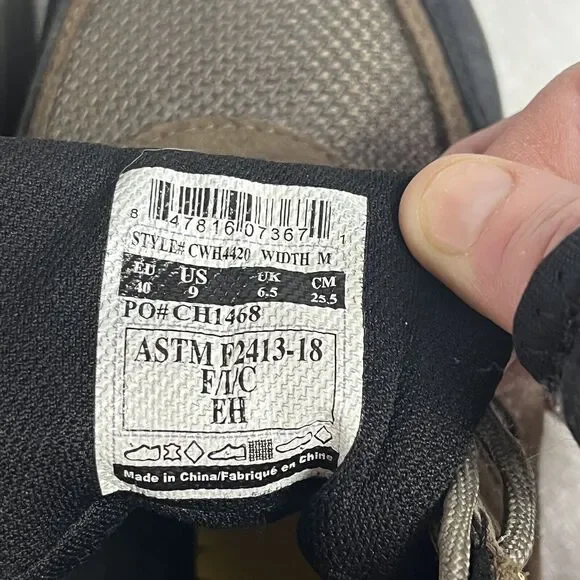 8 47816 07367 1
STYLE# CWH4420 WIDTH M
EU US UK CM
40 9 6.5 25.5
PO# CH1468
ASTM F2413-18
F/I/C
EH
Made in China/Fabriqué en Chine